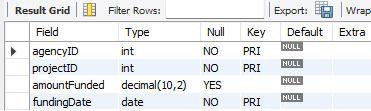 Result Grid Filter Rows: Export: Wrap
Field Type Null Key Default Extra
agencyID int NO PRI NULL
projectID int NO PRI NULL
amountFunded decimal(10,2) YES NULL
fundingDate date NO PRI NULL